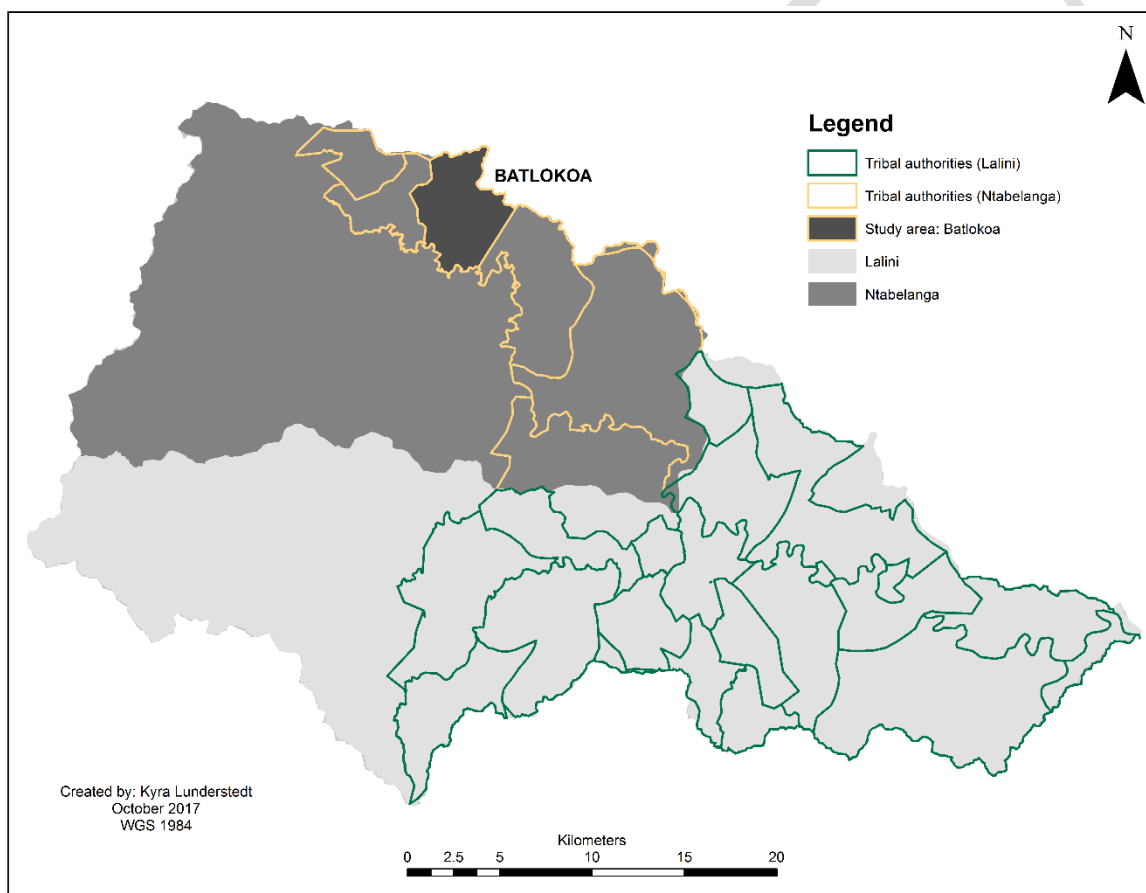 N
Legend
Tribal authorities (Lalini)
Tribal authorities (Ntabelanga)
Study area: Batlokoa
Lalini
Ntabelanga
BATLOKOA
Created by: Kyra Lunderstedt
October 2017
WGS 1984
Kilometers
0 2.5 5 10 15 20